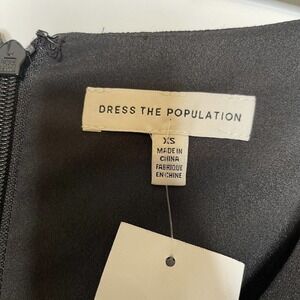 DRESS THE POPULATION
XS
MADE IN
CHINA
FABRIQUÉ
EN CHINE